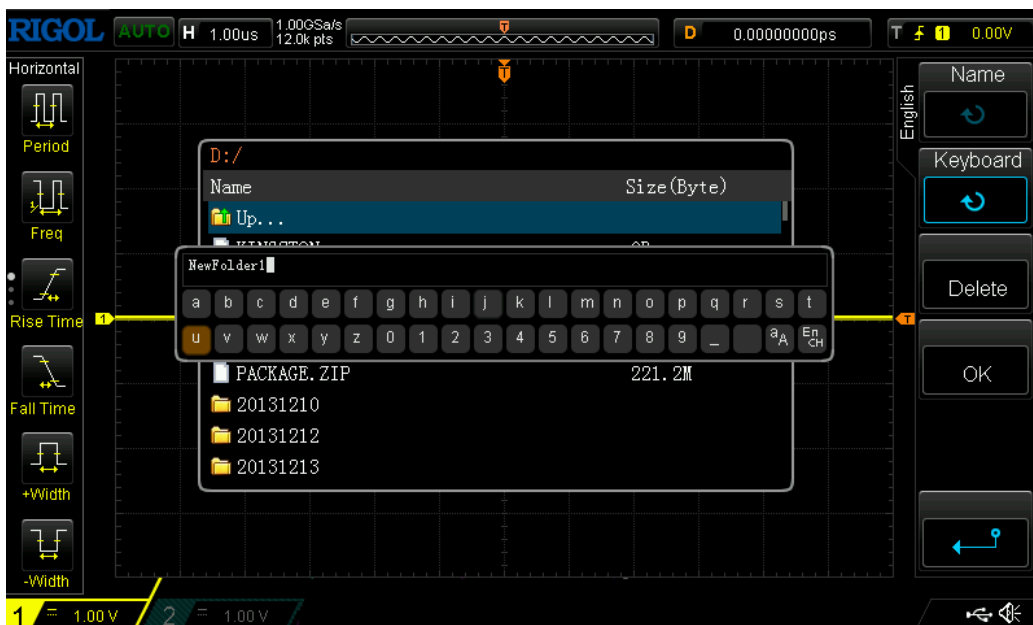 RIGOL AUTO H 1.00us 1.00GSa/s 12.0k pts T D 0.00000000ps T 1 0.00V
Horizontal
Period
Freq
Rise Time
Fall Time
+Width
-Width
T
D:/
Name Size(Byte)
Up...
KINGSTON 0B
NewFolder1
a b c d e f g h i j k l m n o p q r s t
u v w x y z 0 1 2 3 4 5 6 7 8 9 _ aA En CH
PACKAGE.ZIP 221.2M
20131210
20131212
20131213
1
T
English
Name
Keyboard
Delete
OK
1 = 1.00 V 2 = 1.00 V